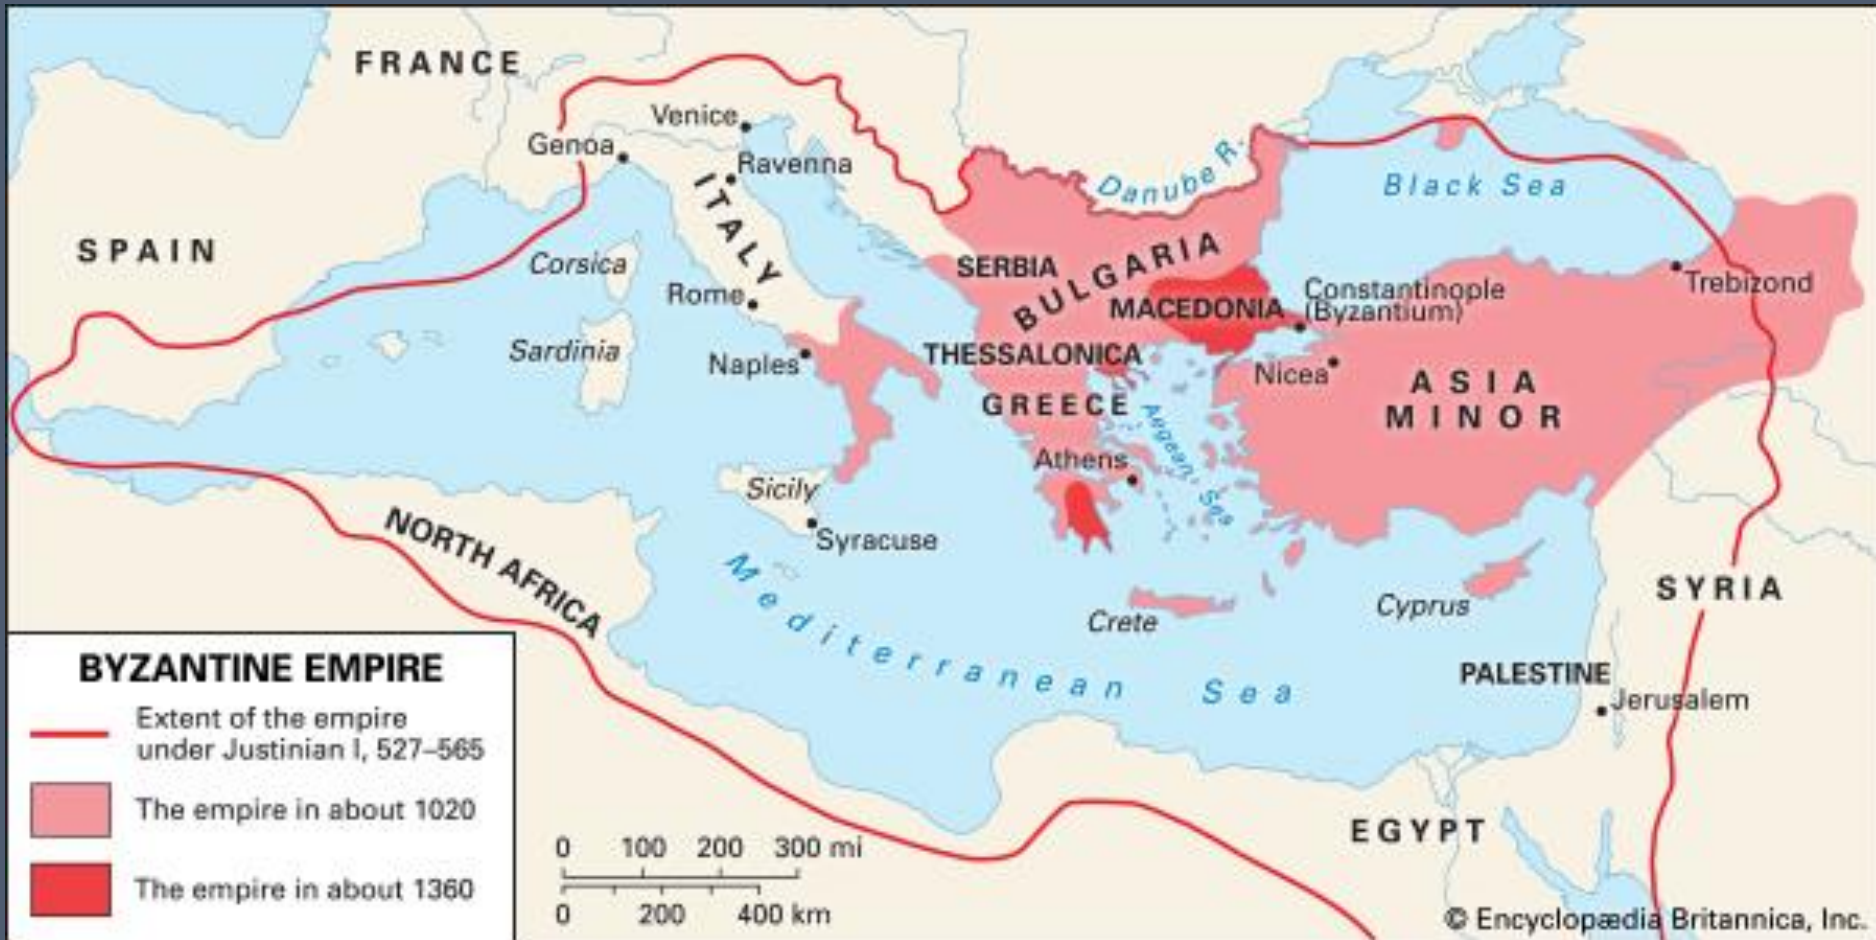 FRANCE
Venice
Genoa
Ravenna
Danube R.
Black Sea
ITALY
SPAIN
Corsica
SERBIA
BULGARIA
Rome
MACEDONIA
Constantinople
(Byzantium)
Trebizond
Sardinia
Naples
THESSALONICA
Nicea
ASIA
MINOR
GREECE
Aegean Sea
Athens
Sicily
Syracuse
NORTH AFRICA
Mediterranean Sea
Crete
Cyprus
SYRIA
PALESTINE
Jerusalem
EGYPT
BYZANTINE EMPIRE
Extent of the empire
under Justinian I, 527–565
The empire in about 1020
The empire in about 1360
0 100 200 300 mi
0 200 400 km
© Encyclopædia Britannica, Inc.